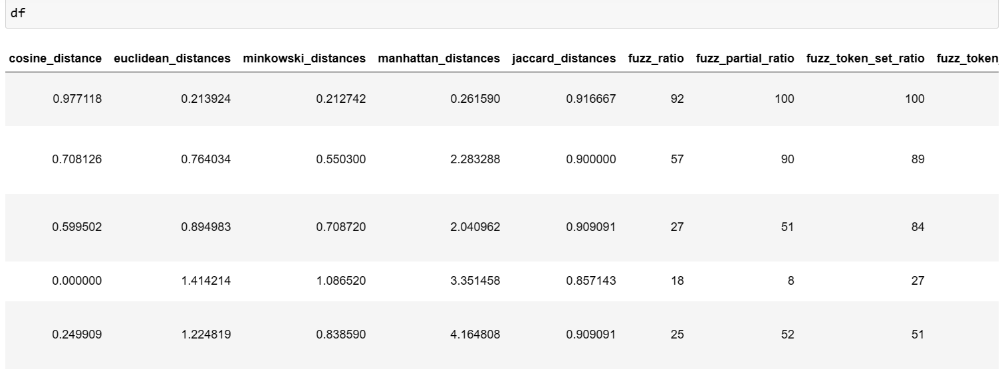 df
cosine_distance euclidean_distances minkowski_distances manhattan_distances jaccard_distances fuzz_ratio fuzz_partial_ratio fuzz_token_set_ratio fuzz_token_
0.977118 0.213924 0.212742 0.261590 0.916667 92 100 100
0.708126 0.764034 0.550300 2.283288 0.900000 57 90 89
0.599502 0.894983 0.708720 2.040962 0.909091 27 51 84
0.000000 1.414214 1.086520 3.351458 0.857143 18 8 27
0.249909 1.224819 0.838590 4.164808 0.909091 25 52 51